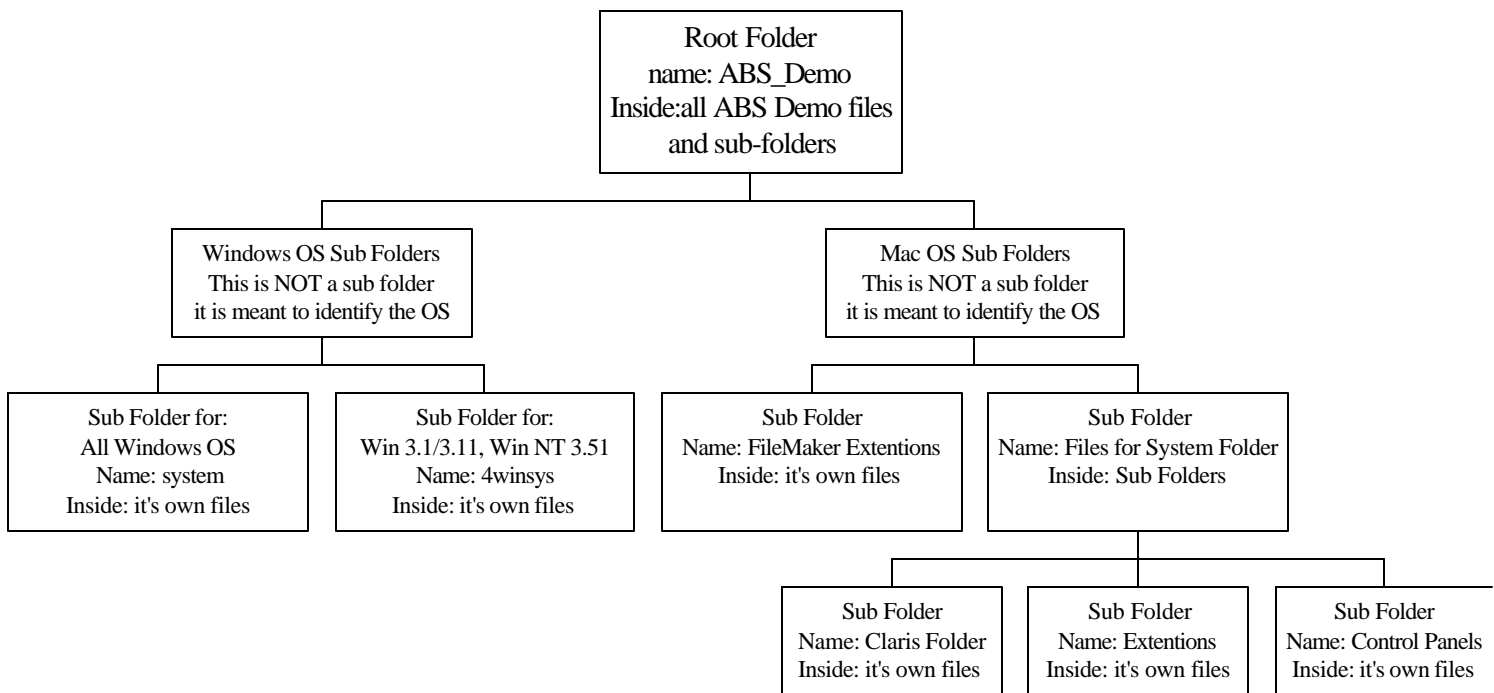 Root Folder
name: ABS_Demo
Inside:all ABS Demo files
and sub-folders
Windows OS Sub Folders
This is NOT a sub folder
it is meant to identify the OS
Mac OS Sub Folders
This is NOT a sub folder
it is meant to identify the OS
Sub Folder for:
All Windows OS
Name: system
Inside: it's own files
Sub Folder for:
Win 3.1/3.11, Win NT 3.51
Name: 4winsys
Inside: it's own files
Sub Folder
Name: FileMaker Extentions
Inside: it's own files
Sub Folder
Name: Files for System Folder
Inside: Sub Folders
Sub Folder
Name: Claris Folder
Inside: it's own files
Sub Folder
Name: Extentions
Inside: it's own files
Sub Folder
Name: Control Panels
Inside: it's own files